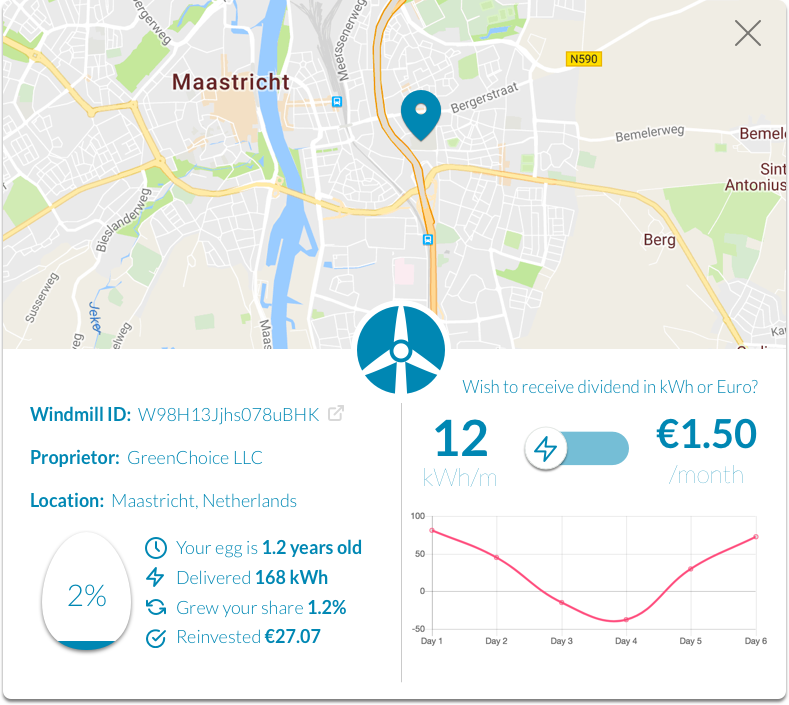 ergerweg
Meerssenerweg
N590
Maastricht
Bergerstraat
Bemelerweg
Bemel
Sint
Antonius
Bieslanderweg
Berg
Susserweg
Jeko
Maas
Ka
Wish to receive dividend in kWh or Euro?
Windmill ID: W98H13Jjhs078uBHK
12
€1.50
kWh/m
/month
Proprietor: GreenChoice LLC
Location: Maastricht, Netherlands
2%
Your egg is 1.2 years old
Delivered 168 kWh
Grew your share 1.2%
Reinvested €27.07
100
50
0
-50
Day 1 Day 2 Day 3 Day 4 Day 5 Day 6